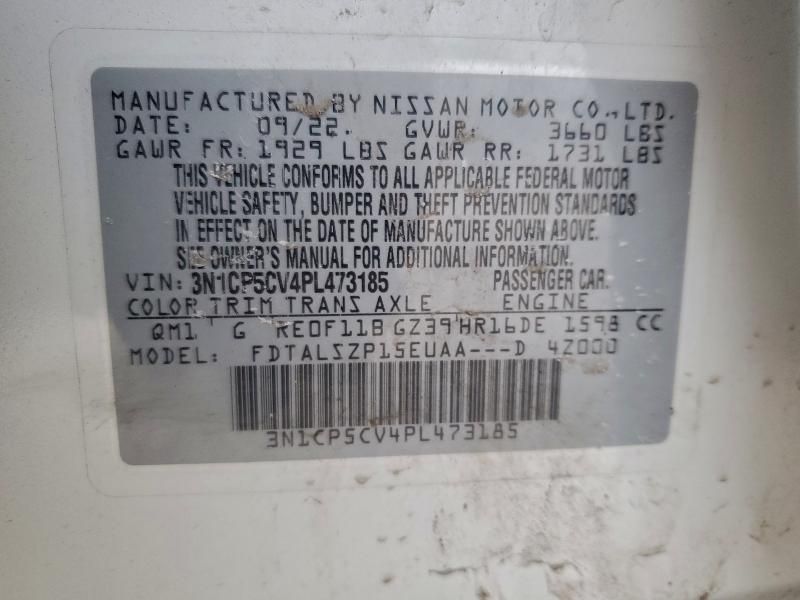 MANUFACTURED BY NISSAN MOTOR CO., LTD.
DATE: 09/22. GVWR: 3660 LBS
GAWR FR: 1929 LBS GAWR RR: 1731 LBS
THIS VEHICLE CONFORMS TO ALL APPLICABLE FEDERAL MOTOR
VEHICLE SAFETY, BUMPER AND THEFT PREVENTION STANDARDS
IN EFFECT ON THE DATE OF MANUFACTURE SHOWN ABOVE.
SEE OWNER'S MANUAL FOR ADDITIONAL INFORMATION.
VIN: 3N1CP5CV4PL473185 PASSENGER CAR.
COLOR TRIM TRANS AXLE ENGINE
QM1 G RE0F11B GZ39 HR16DE 1598 CC
MODEL: FDTALSZP15EUAA---D 4Z000
3N1CP5CV4PL473185